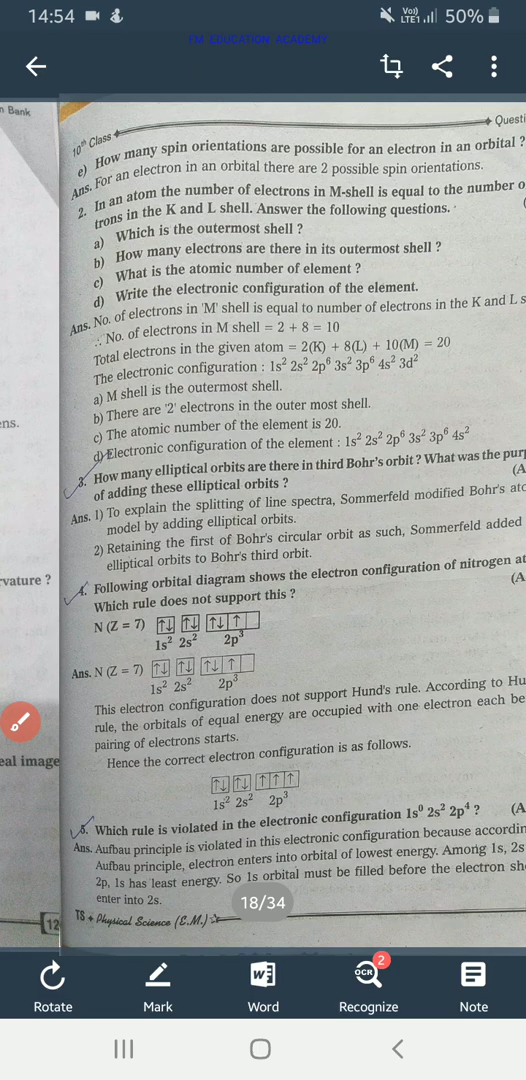 14:54
Vo))
LTE1
50%
FM EDUCATION ACADEMY
n Bank
10th Class
Questi
e) How many spin orientations are possible for an electron in an orbital ?
Ans. For an electron in an orbital there are 2 possible spin orientations.
2. In an atom the number of electrons in M-shell is equal to the number o
trons in the K and L shell. Answer the following questions.
(
a) Which is the outermost shell ?
b) How many electrons are there in its outermost shell ?
c) What is the atomic number of element ?
d) Write the electronic configuration of the element.
Ans. No. of electrons in 'M' shell is equal to number of electrons in the K and L s
∴ No. of electrons in M shell = 2 + 8 = 10
Total electrons in the given atom = 2(K) + 8(L) + 10(M) = 20
The electronic configuration : 1s² 2s² 2p⁶ 3s² 3p⁶ 4s² 3d²
a) M shell is the outermost shell.
b) There are '2' electrons in the outer most shell.
c) The atomic number of the element is 20.
d) Electronic configuration of the element : 1s² 2s² 2p⁶ 3s² 3p⁶ 4s²
3. How many elliptical orbits are there in third Bohr's orbit ? What was the purp
of adding these elliptical orbits ?
(A
Ans. 1) To explain the splitting of line spectra, Sommerfeld modified Bohr's ato
model by adding elliptical orbits.
2) Retaining the first of Bohr's circular orbit as such, Sommerfeld added
elliptical orbits to Bohr's third orbit.
4. Following orbital diagram shows the electron configuration of nitrogen at
Which rule does not support this ?
(A
N (Z = 7) ↑↓ ↑↓ ↑↓ ↑
1s² 2s² 2p³
Ans. N (Z = 7) ↑↓ ↑↓ ↑↓ ↑
1s² 2s² 2p³
This electron configuration does not support Hund's rule. According to Hu
rule, the orbitals of equal energy are occupied with one electron each be
pairing of electrons starts.
Hence the correct electron configuration is as follows.
↑↓ ↑↓ ↑ ↑ ↑
1s² 2s² 2p³
5. Which rule is violated in the electronic configuration 1s⁰ 2s² 2p⁴ ?
(A
Ans. Aufbau principle is violated in this electronic configuration because accordin
Aufbau principle, electron enters into orbital of lowest energy. Among 1s, 2s
2p, 1s has least energy. So 1s orbital must be filled before the electron sh
enter into 2s.
TS + Physical Science (E.M.)
12
ens.
rvature ?
eal image
18/34
W
OCR
2
Rotate
Mark
Word
Recognize
Note